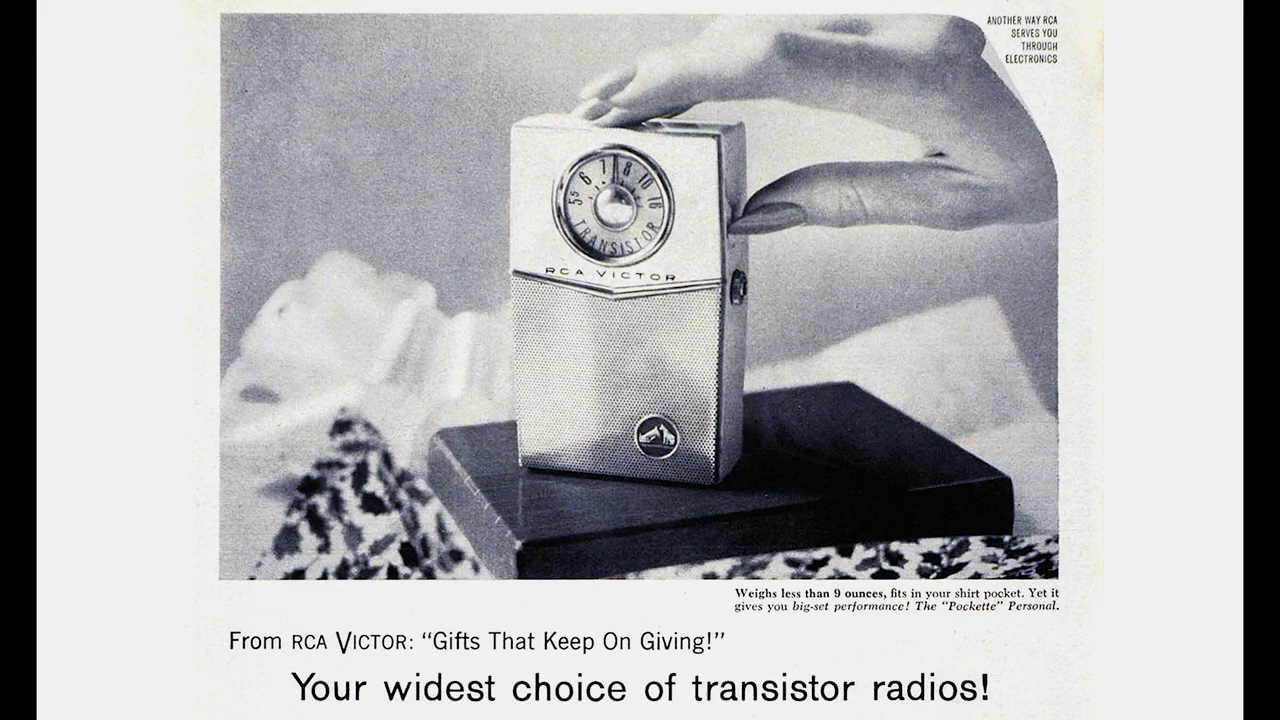 ANOTHER WAY RCA
SERVES YOU
THROUGH
ELECTRONICS
55 6 7 8 10 16
TRANSISTOR
RCA VICTOR
Weighs less than 9 ounces, fits in your shirt pocket. Yet it
gives you big-set performance! The “Pockette” Personal.
From RCA VICTOR: “Gifts That Keep On Giving!”
Your widest choice of transistor radios!